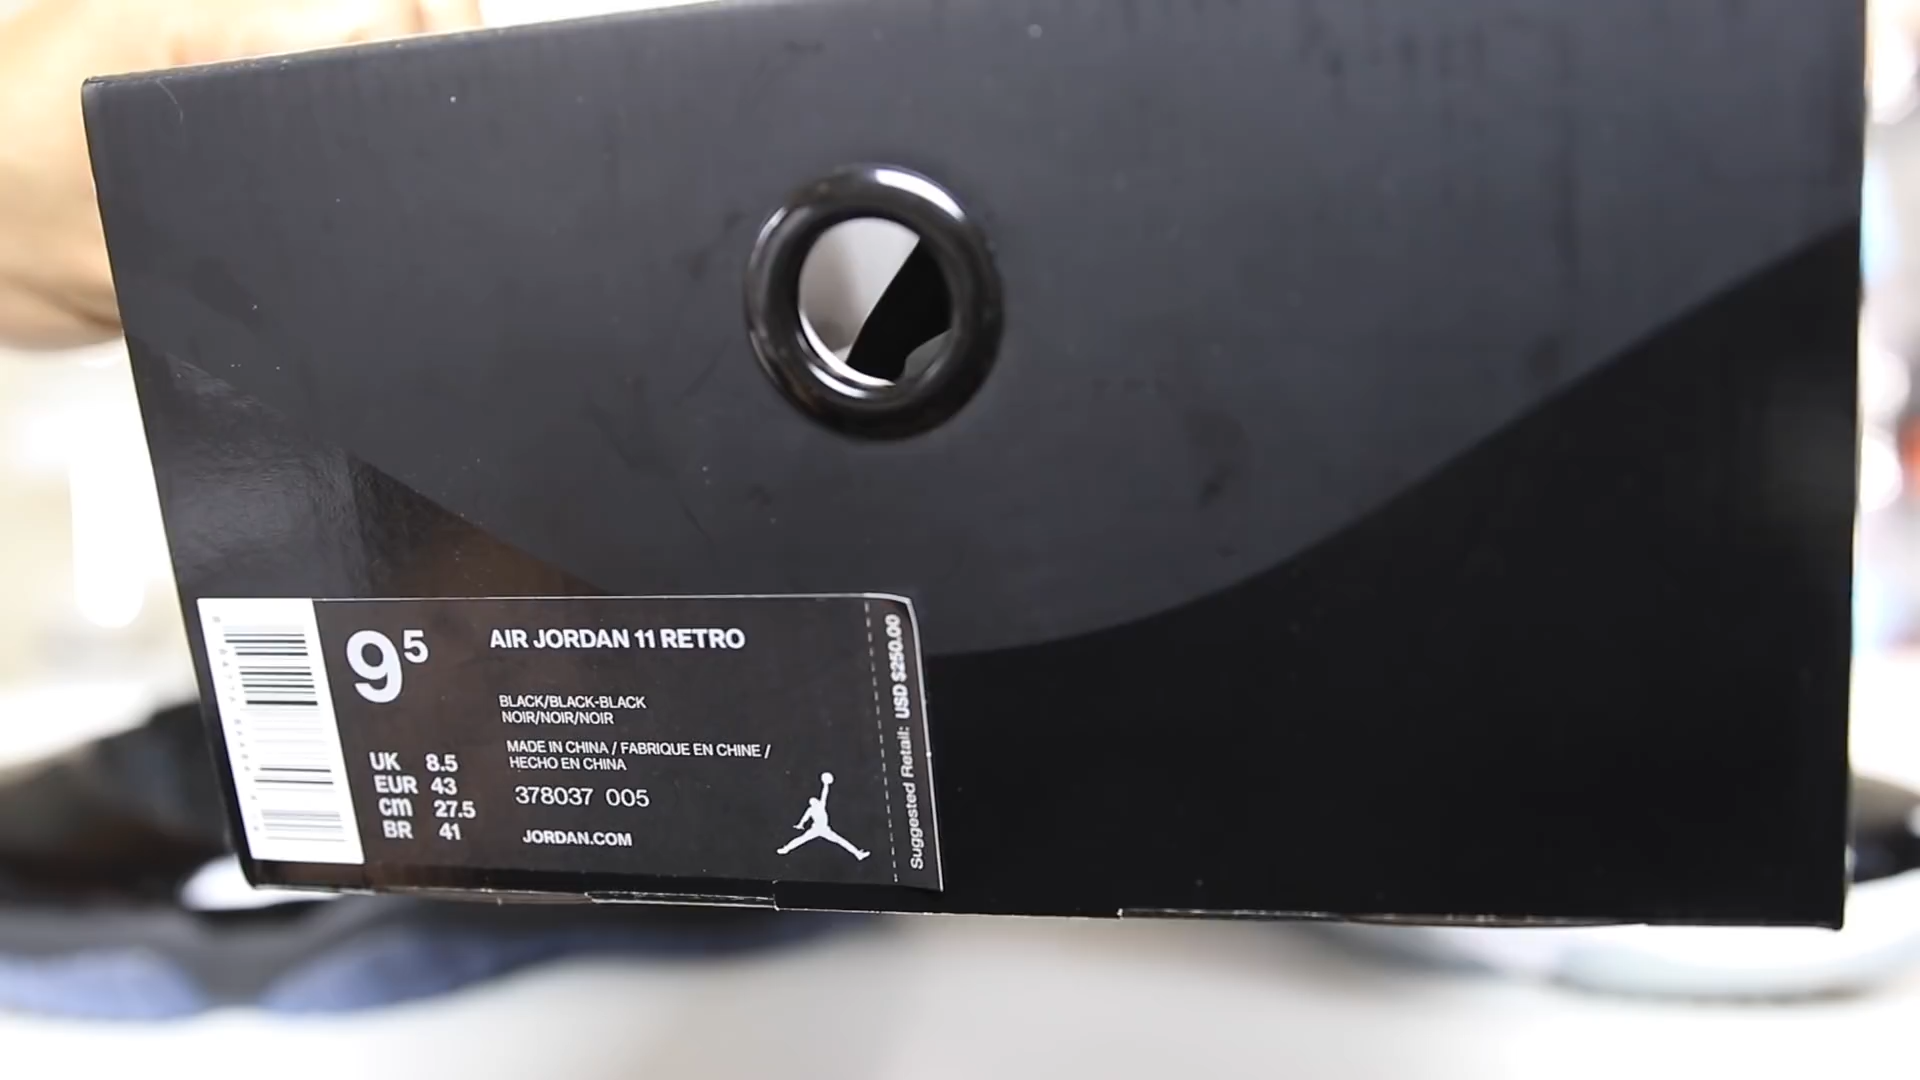 9⁵
AIR JORDAN 11 RETRO
BLACK/BLACK-BLACK
NOIR/NOIR/NOIR
MADE IN CHINA / FABRIQUE EN CHINE /
HECHO EN CHINA
378037 005
JORDAN.COM
UK 8.5
EUR 43
cm 27.5
BR 41
Suggested Retail: USD $250.00